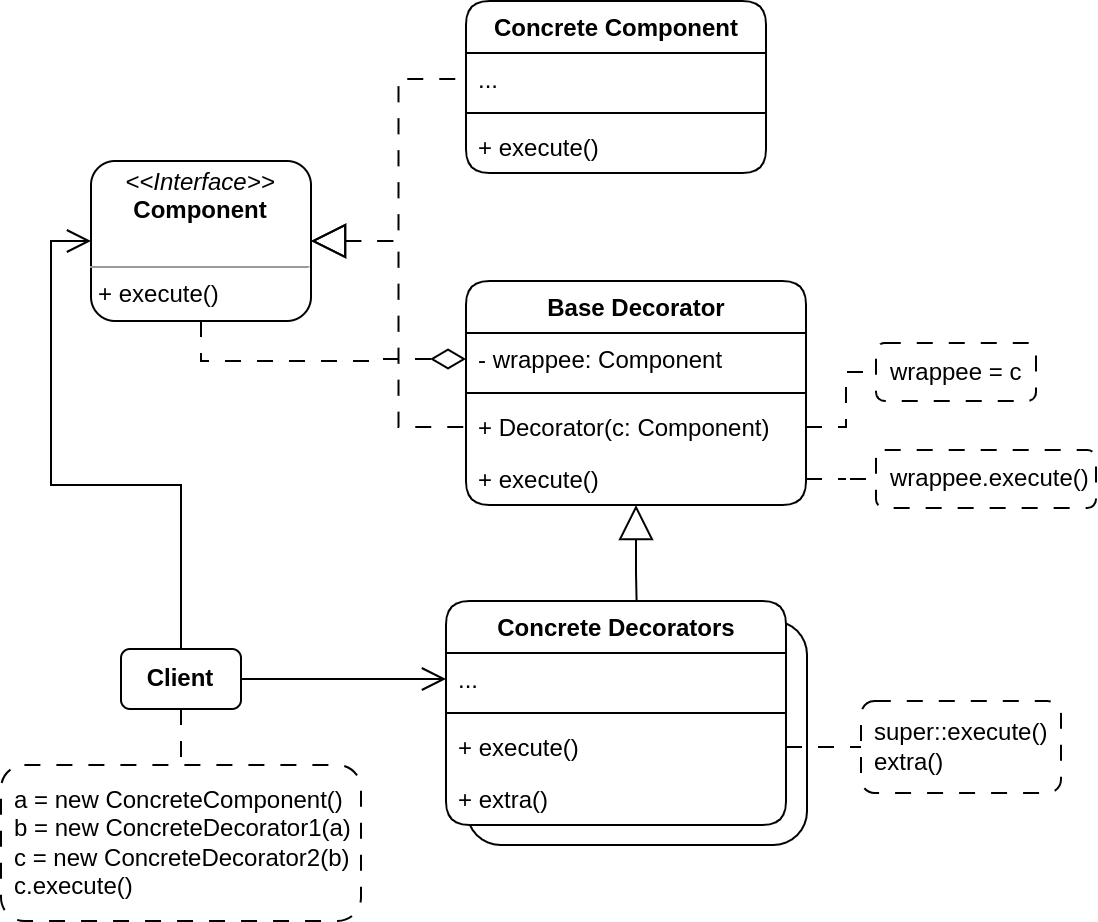 Concrete Component
...
+ execute()
<<Interface>>
Component
+ execute()
Base Decorator
- wrappee: Component
+ Decorator(c: Component)
+ execute()
wrappee = c
wrappee.execute()
Concrete Decorators
...
+ execute()
+ extra()
super::execute()
extra()
Client
a = new ConcreteComponent()
b = new ConcreteDecorator1(a)
c = new ConcreteDecorator2(b)
c.execute()